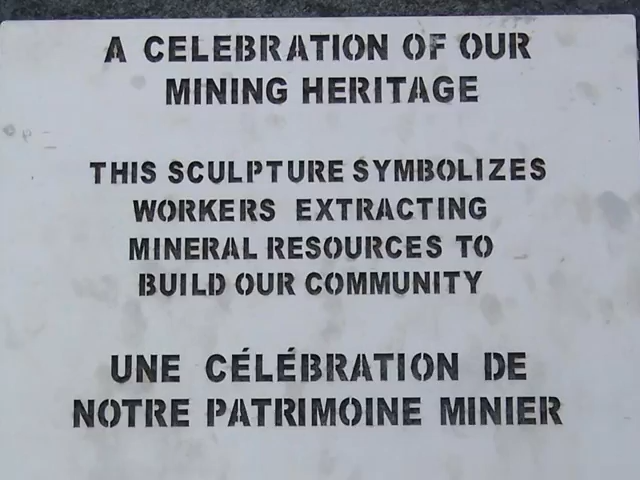 A CELEBRATION OF OUR
MINING HERITAGE
THIS SCULPTURE SYMBOLIZES
WORKERS EXTRACTING
MINERAL RESOURCES TO
BUILD OUR COMMUNITY
UNE CÉLÉBRATION DE
NOTRE PATRIMOINE MINIER